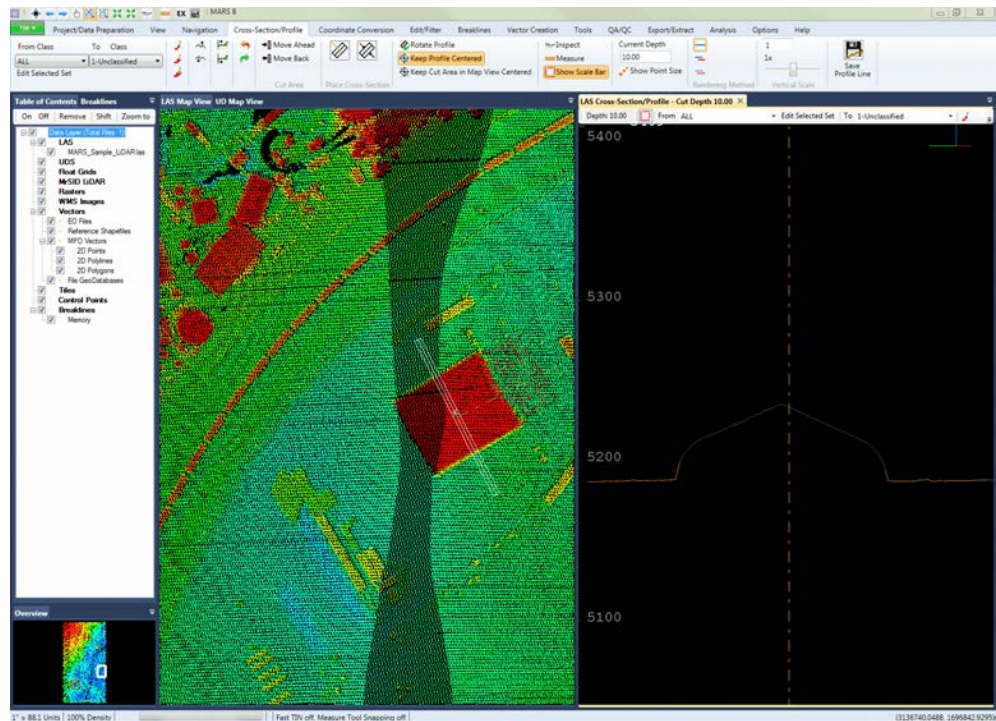 EX MARS 8
File Project/Data Preparation View Navigation Cross-Section/Profile Coordinate Conversion Edit/Filter Breaklines Vector Creation Tools QA/QC Export/Extract Analysis Options Help
From Class To Class
ALL 1-Unclassified
Edit Selected Set
Move Ahead
Move Back
Cut Area
Place Cross-Section
Rotate Profile
Keep Profile Centered
Keep Cut Area in Map View Centered
Inspect
Measure
Show Scale Bar
Current Depth
10.00
Show Point Size
Rendering Method
1
1x
Vertical Scale
Save
Profile Line
Table of Contents Breaklines
On Off Remove Shift Zoom to
Data Layer (Total Files: 1)
LAS
MARS_Sample_LiDAR.las
UDS
Float Grids
MrSID LiDAR
Rasters
WMS Images
Vectors
EO Files
Reference Shapefiles
MFD Vectors
2D Points
2D Polylines
2D Polygons
File GeoDatabases
Tiles
Control Points
Breaklines
Memory
Overview
LAS Map View UD Map View
LAS Cross-Section/Profile - Cut Depth 10.00
Depth: 10.00 From ALL Edit Selected Set To 1-Unclassified
5400
5300
5200
5100
1" = 88.1 Units 100% Density Fast TIN off, Measure Tool Snapping off